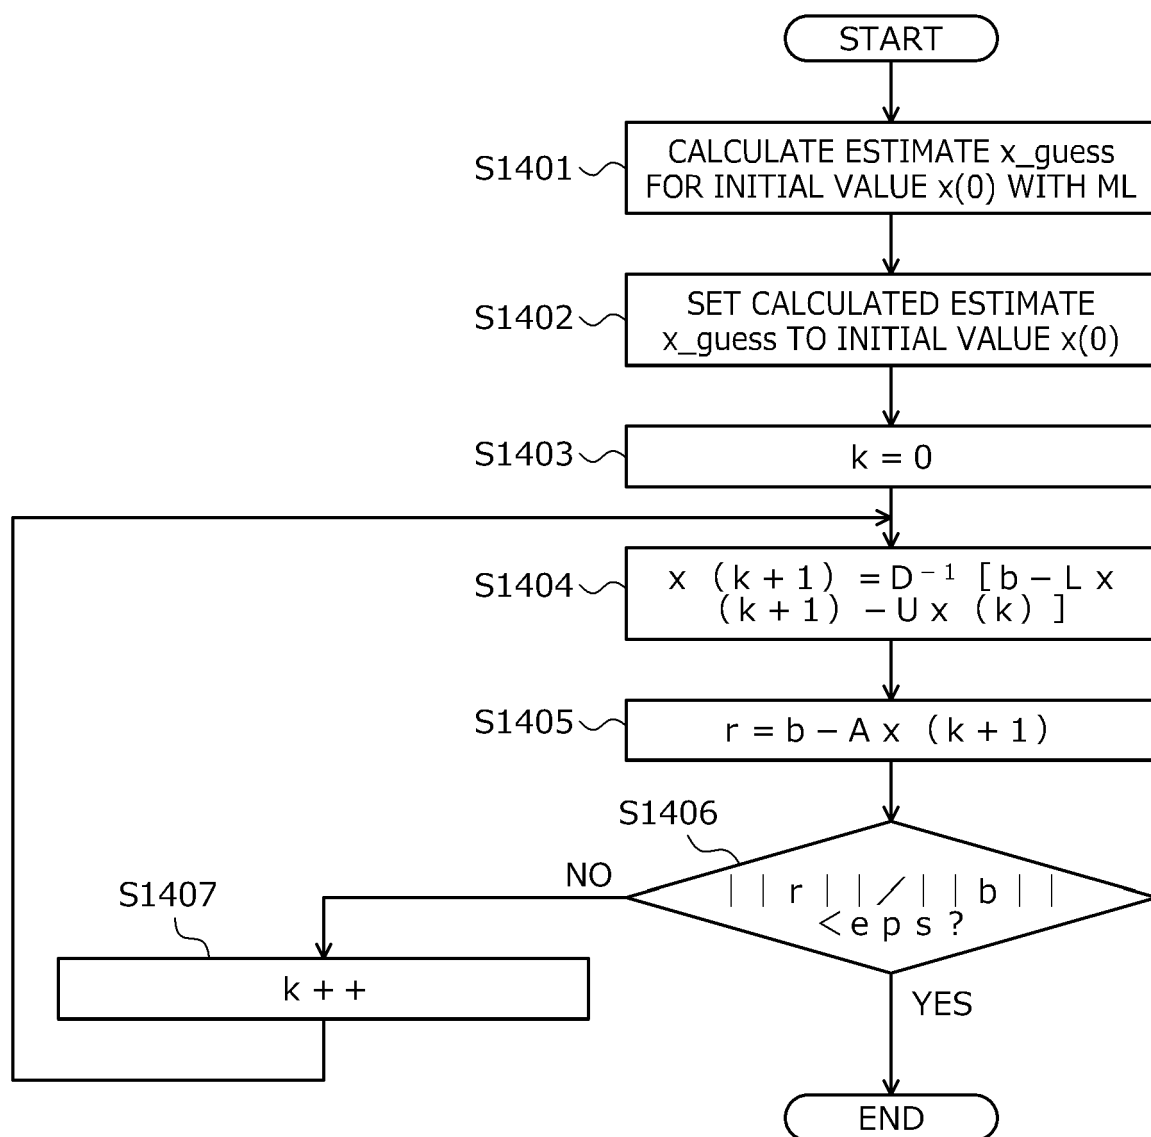 START
S1401
CALCULATE ESTIMATE x_guess
FOR INITIAL VALUE x(0) WITH ML
S1402
SET CALCULATED ESTIMATE
x_guess TO INITIAL VALUE x(0)
S1403
k = 0
S1404
x (k + 1) = D⁻¹ [b – L x
(k + 1) – U x (k) ]
S1405
r = b – A x (k + 1)
S1406
||r||/||b||
<eps?
NO
YES
S1407
k + +
END